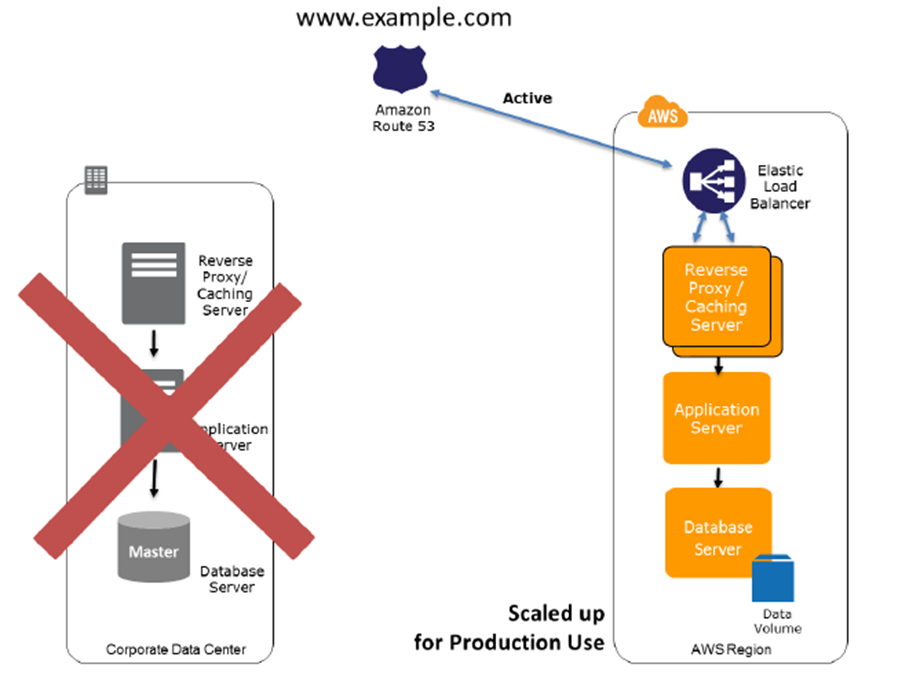 www.example.com
Amazon
Route 53
Active
AWS
Elastic
Load
Balancer
Reverse
Proxy/
Caching
Server
Reverse
Proxy /
Caching
Server
pplication
erver
Application
Server
Master
Database
Server
Database
Server
Data
Volume
Scaled up
for Production Use
Corporate Data Center
AWS Region